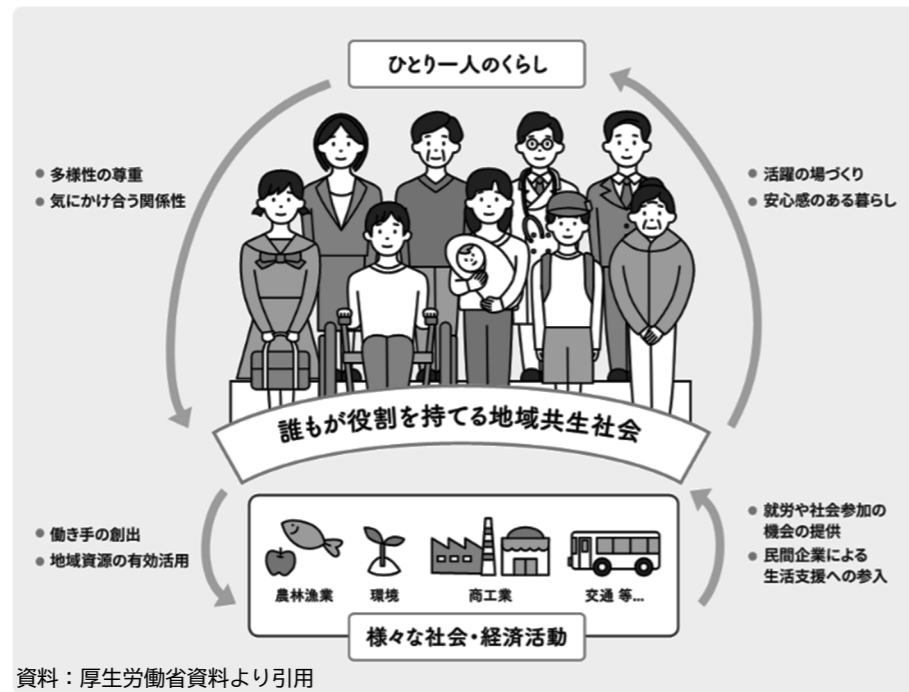 ひとり一人のくらし
● 多様性の尊重
● 気にかけ合う関係性
● 活躍の場づくり
● 安心感のある暮らし
誰もが役割を持てる地域共生社会
● 働き手の創出
● 地域資源の有効活用
● 就労や社会参加の
機会の提供
● 民間企業による
生活支援への参入
農林漁業 環境 商工業 交通 等...
様々な社会・経済活動
資料：厚生労働省資料より引用